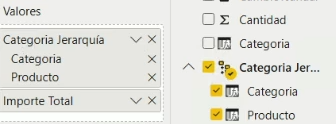 Valores
Categoria Jerarquía
Categoria
Producto
Importe Total
Σ Cantidad
Categoria
Categoria Jer...
Categoria
Producto